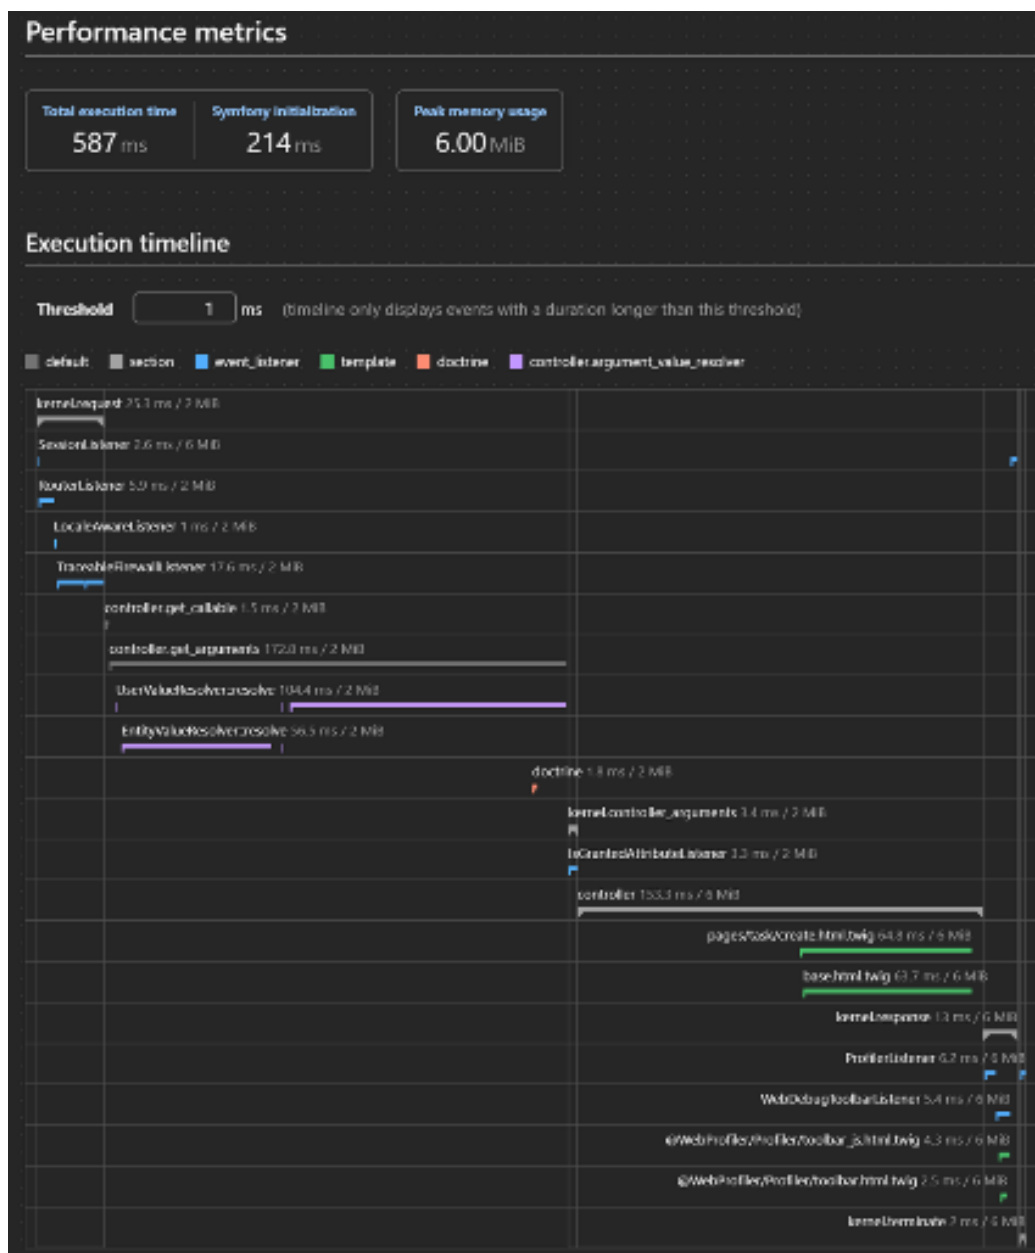 Performance metrics
Total execution time Symfony initialization Peak memory usage
587 ms 214 ms 6.00 MiB
Execution timeline
Threshold 1 ms (timeline only displays events with a duration longer than this threshold)
default section event_listener template doctrine controller.argument_value_resolver
kernel.request 25.3 ms / 2 MiB
SessionListener 2.6 ms / 6 MiB
RouterListener 5.9 ms / 2 MiB
LocaleAwareListener 1 ms / 2 MiB
TraceableFirewallListener 17.6 ms / 2 MiB
controller.get_callable 1.5 ms / 2 MiB
controller.get_arguments ms / 2 MiB
UserValueResolver::resolve 104.4 ms / 2 MiB
EntityValueResolver::resolve 56.5 ms / 2 MiB
doctrine 1.8 ms / 2 MiB
kernel.controller_arguments 3.4 ms / 2 MiB
IsGrantedAttributeListener ms / 2 MiB
controller 153.3 ms / 6 MiB
pages/task/create.html.twig 64.8 ms / 6 MiB
base.html.twig 63.7 ms / 6 MiB
kernel.response 13 ms / 6 MiB
ProfilerListener 6.2 ms / 6 MiB
WebDebugToolbarListener 5.4 ms / 6 MiB
@WebProfiler/Profiler/toolbar_js.html.twig 4.3 ms / 6 MiB
@WebProfiler/Profiler/toolbar.html.twig 2.5 ms / 6 MiB
kernel.terminate 2 ms / 6 MiB